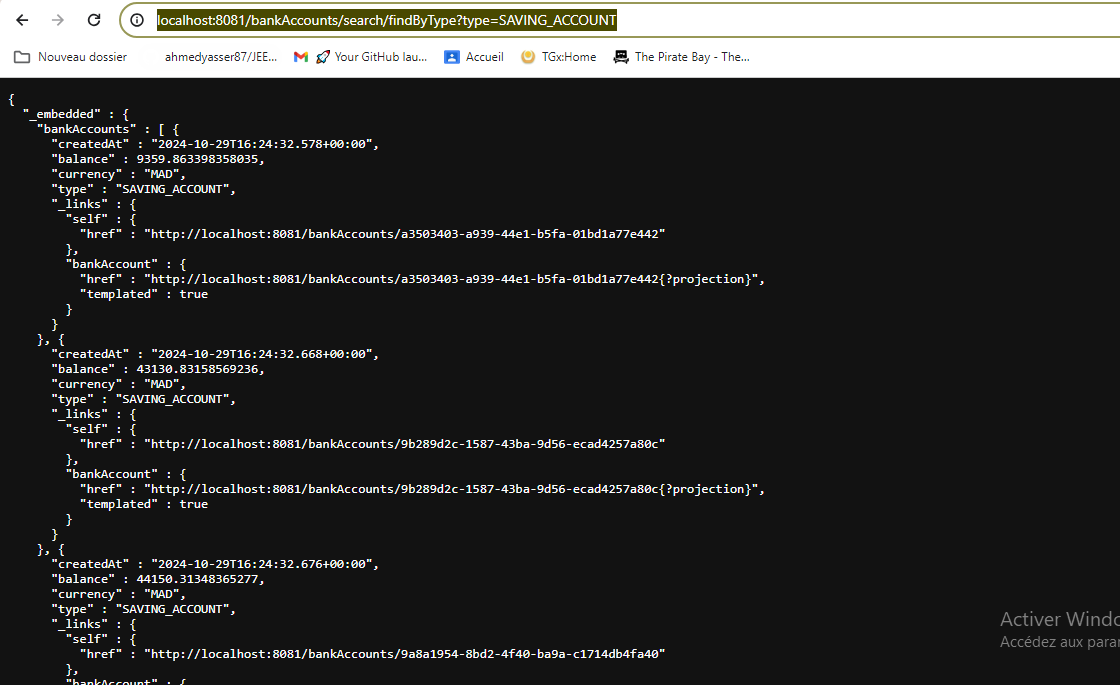 localhost:8081/bankAccounts/search/findByType?type=SAVING_ACCOUNT
Nouveau dossier ahmedyasser87/JEE... Your GitHub lau... Accueil TGx:Home The Pirate Bay - The...
{
"_embedded" : {
"bankAccounts" : [ {
"createdAt" : "2024-10-29T16:24:32.578+00:00",
"balance" : 9359.863398358035,
"currency" : "MAD",
"type" : "SAVING_ACCOUNT",
"_links" : {
"self" : {
"href" : "http://localhost:8081/bankAccounts/a3503403-a939-44e1-b5fa-01bd1a77e442"
},
"bankAccount" : {
"href" : "http://localhost:8081/bankAccounts/a3503403-a939-44e1-b5fa-01bd1a77e442{?projection}",
"templated" : true
}
}
}, {
"createdAt" : "2024-10-29T16:24:32.668+00:00",
"balance" : 43130.83158569236,
"currency" : "MAD",
"type" : "SAVING_ACCOUNT",
"_links" : {
"self" : {
"href" : "http://localhost:8081/bankAccounts/9b289d2c-1587-43ba-9d56-ecad4257a80c"
},
"bankAccount" : {
"href" : "http://localhost:8081/bankAccounts/9b289d2c-1587-43ba-9d56-ecad4257a80c{?projection}",
"templated" : true
}
}
}, {
"createdAt" : "2024-10-29T16:24:32.676+00:00",
"balance" : 44150.31348365277,
"currency" : "MAD",
"type" : "SAVING_ACCOUNT",
"_links" : {
"self" : {
"href" : "http://localhost:8081/bankAccounts/9a8a1954-8bd2-4f40-ba9a-c1714db4fa40"
},
"bankAccount" : {
Activer Windo
Accédez aux para